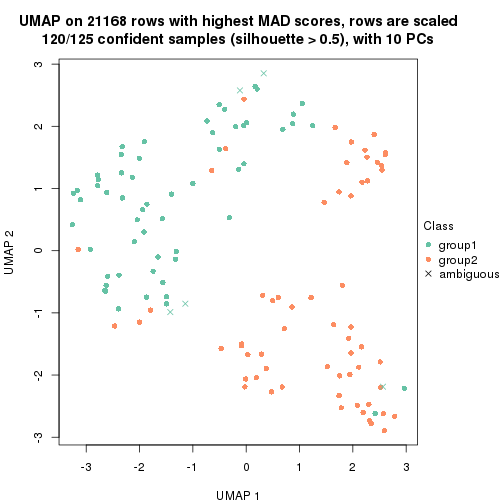 UMAP on 21168 rows with highest MAD scores, rows are scaled
120/125 confident samples (silhouette > 0.5), with 10 PCs
3
2
1
0
-1
-2
-3
UMAP 2
-3
-2
-1
0
1
2
3
UMAP 1
Class
group1
group2
ambiguous